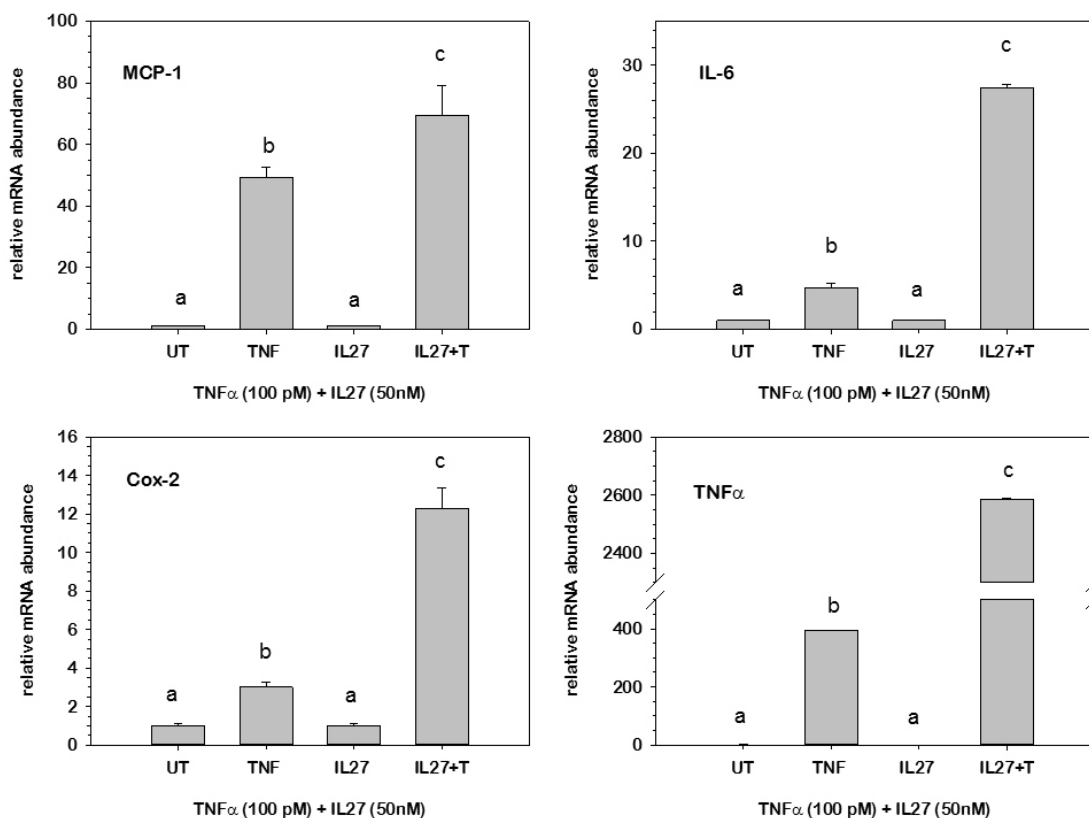 MCP-1
relative mRNA abundance
100
80
60
40
20
0
a
b
a
c
UT TNF IL27 IL27+T
TNFα (100 pM) + IL27 (50nM)
IL-6
relative mRNA abundance
30
20
10
0
a
b
a
c
UT TNF IL27 IL27+T
TNFα (100 pM) + IL27 (50nM)
Cox-2
relative mRNA abundance
16
14
12
10
8
6
4
2
0
a
b
a
c
UT TNF IL27 IL27+T
TNFα (100 pM) + IL27 (50nM)
TNFα
relative mRNA abundance
2800
2600
2400
400
200
0
a
b
a
c
UT TNF IL27 IL27+T
TNFα (100 pM) + IL27 (50nM)